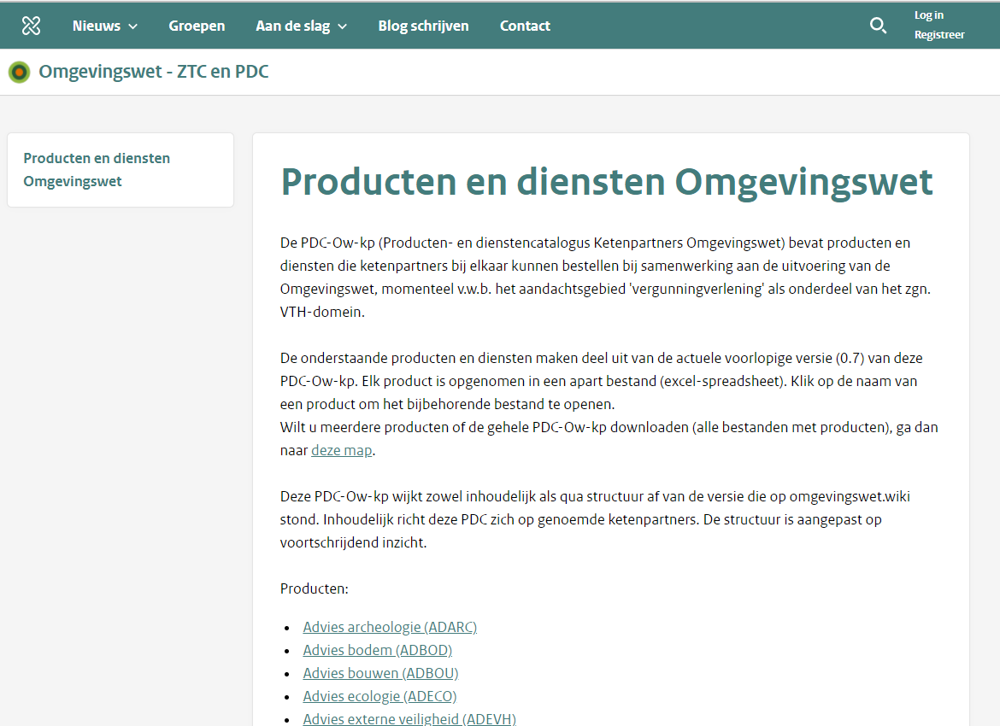 Nieuws
Groepen
Aan de slag
Blog schrijven
Contact
Log in
Registreer
Omgevingswet - ZTC en PDC
Producten en diensten
Omgevingswet
Producten en diensten Omgevingswet
De PDC-Ow-kp (Producten- en dienstencatalogus Ketenpartners Omgevingswet) bevat producten en
diensten die ketenpartners bij elkaar kunnen bestellen bij samenwerking aan de uitvoering van de
Omgevingswet, momenteel v.w.b. het aandachtsgebied 'vergunningverlening' als onderdeel van het zgn.
VTH-domein.
De onderstaande producten en diensten maken deel uit van de actuele voorlopige versie (0.7) van deze
PDC-Ow-kp. Elk product is opgenomen in een apart bestand (excel-spreadsheet). Klik op de naam van
een product om het bijbehorende bestand te openen.
Wilt u meerdere producten of de gehele PDC-Ow-kp downloaden (alle bestanden met producten), ga dan
naar deze map.
Deze PDC-Ow-kp wijkt zowel inhoudelijk als qua structuur af van de versie die op omgevingswet.wiki
stond. Inhoudelijk richt deze PDC zich op genoemde ketenpartners. De structuur is aangepast op
voortschrijdend inzicht.
Producten:
• Advies archeologie (ADARC)
• Advies bodem (ADBOD)
• Advies bouwen (ADBOU)
• Advies ecologie (ADECO)
• Advies externe veiligheid (ADEVH)